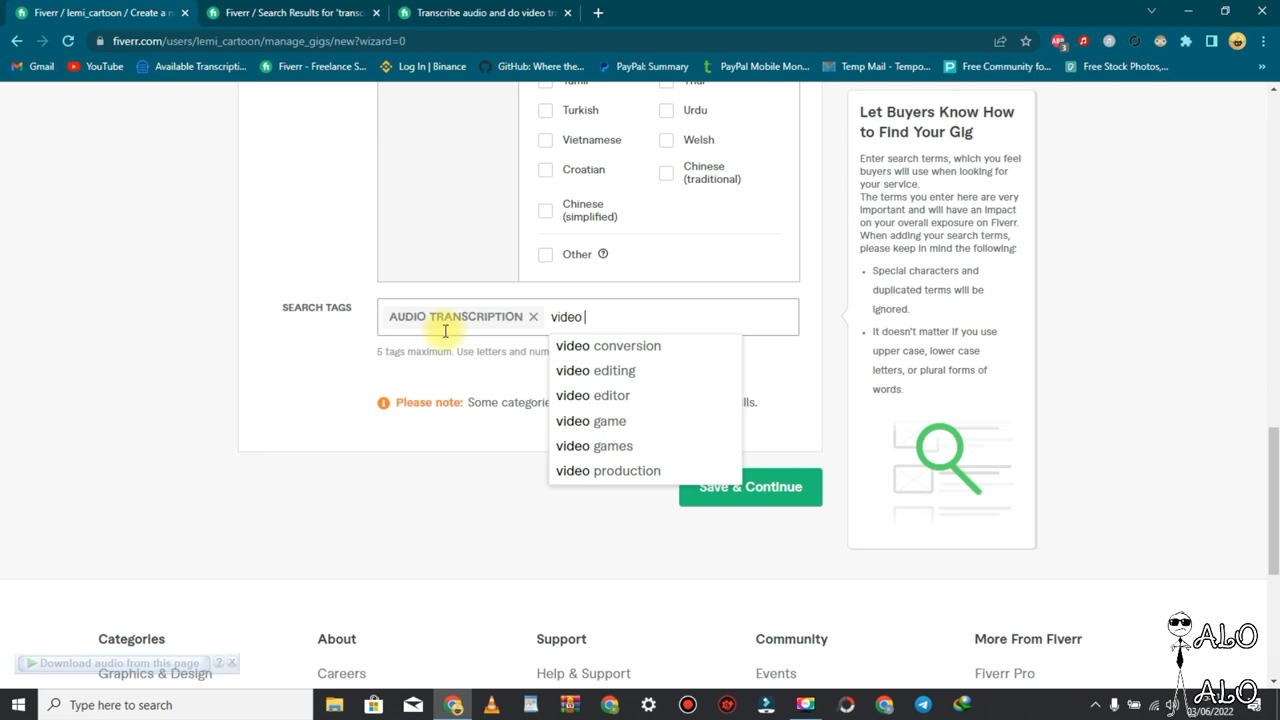 Fiverr / lemi_cartoon / Create a n
Fiverr / Search Results for 'transc
Transcribe audio and do video tr
fiverr.com/users/lemi_cartoon/manage_gigs/new?wizard=0
Gmail
YouTube
Available Transcripti...
Fiverr - Freelance S...
Log In | Binance
GitHub: Where the...
PayPal: Summary
PayPal Mobile Mon...
Temp Mail - Tempo...
Free Community fo...
Free Stock Photos,...
Turkish
Urdu
Vietnamese
Welsh
Croatian
Chinese
(traditional)
Chinese
(simplified)
Other
SEARCH TAGS
AUDIO TRANSCRIPTION
video
5 tags maximum. Use letters and num
video conversion
video editing
video editor
video game
video games
video production
Please note: Some categorie
lls.
Save & Continue
Let Buyers Know How
to Find Your Gig
Enter search terms, which you feel
buyers will use when looking for
your service.
The terms you enter here are very
important and will have an impact
on your overall exposure on Fiverr.
When adding your search terms,
please keep in mind the following:
• Special characters and
duplicated terms will be
ignored.
• It doesn't matter if you use
upper case, lower case
letters, or plural forms of
words.
Categories
About
Support
Community
More From Fiverr
Download audio from this page
Graphics & Design
Careers
Help & Support
Events
Fiverr Pro
ALO
ALO
Type here to search
03/06/2022